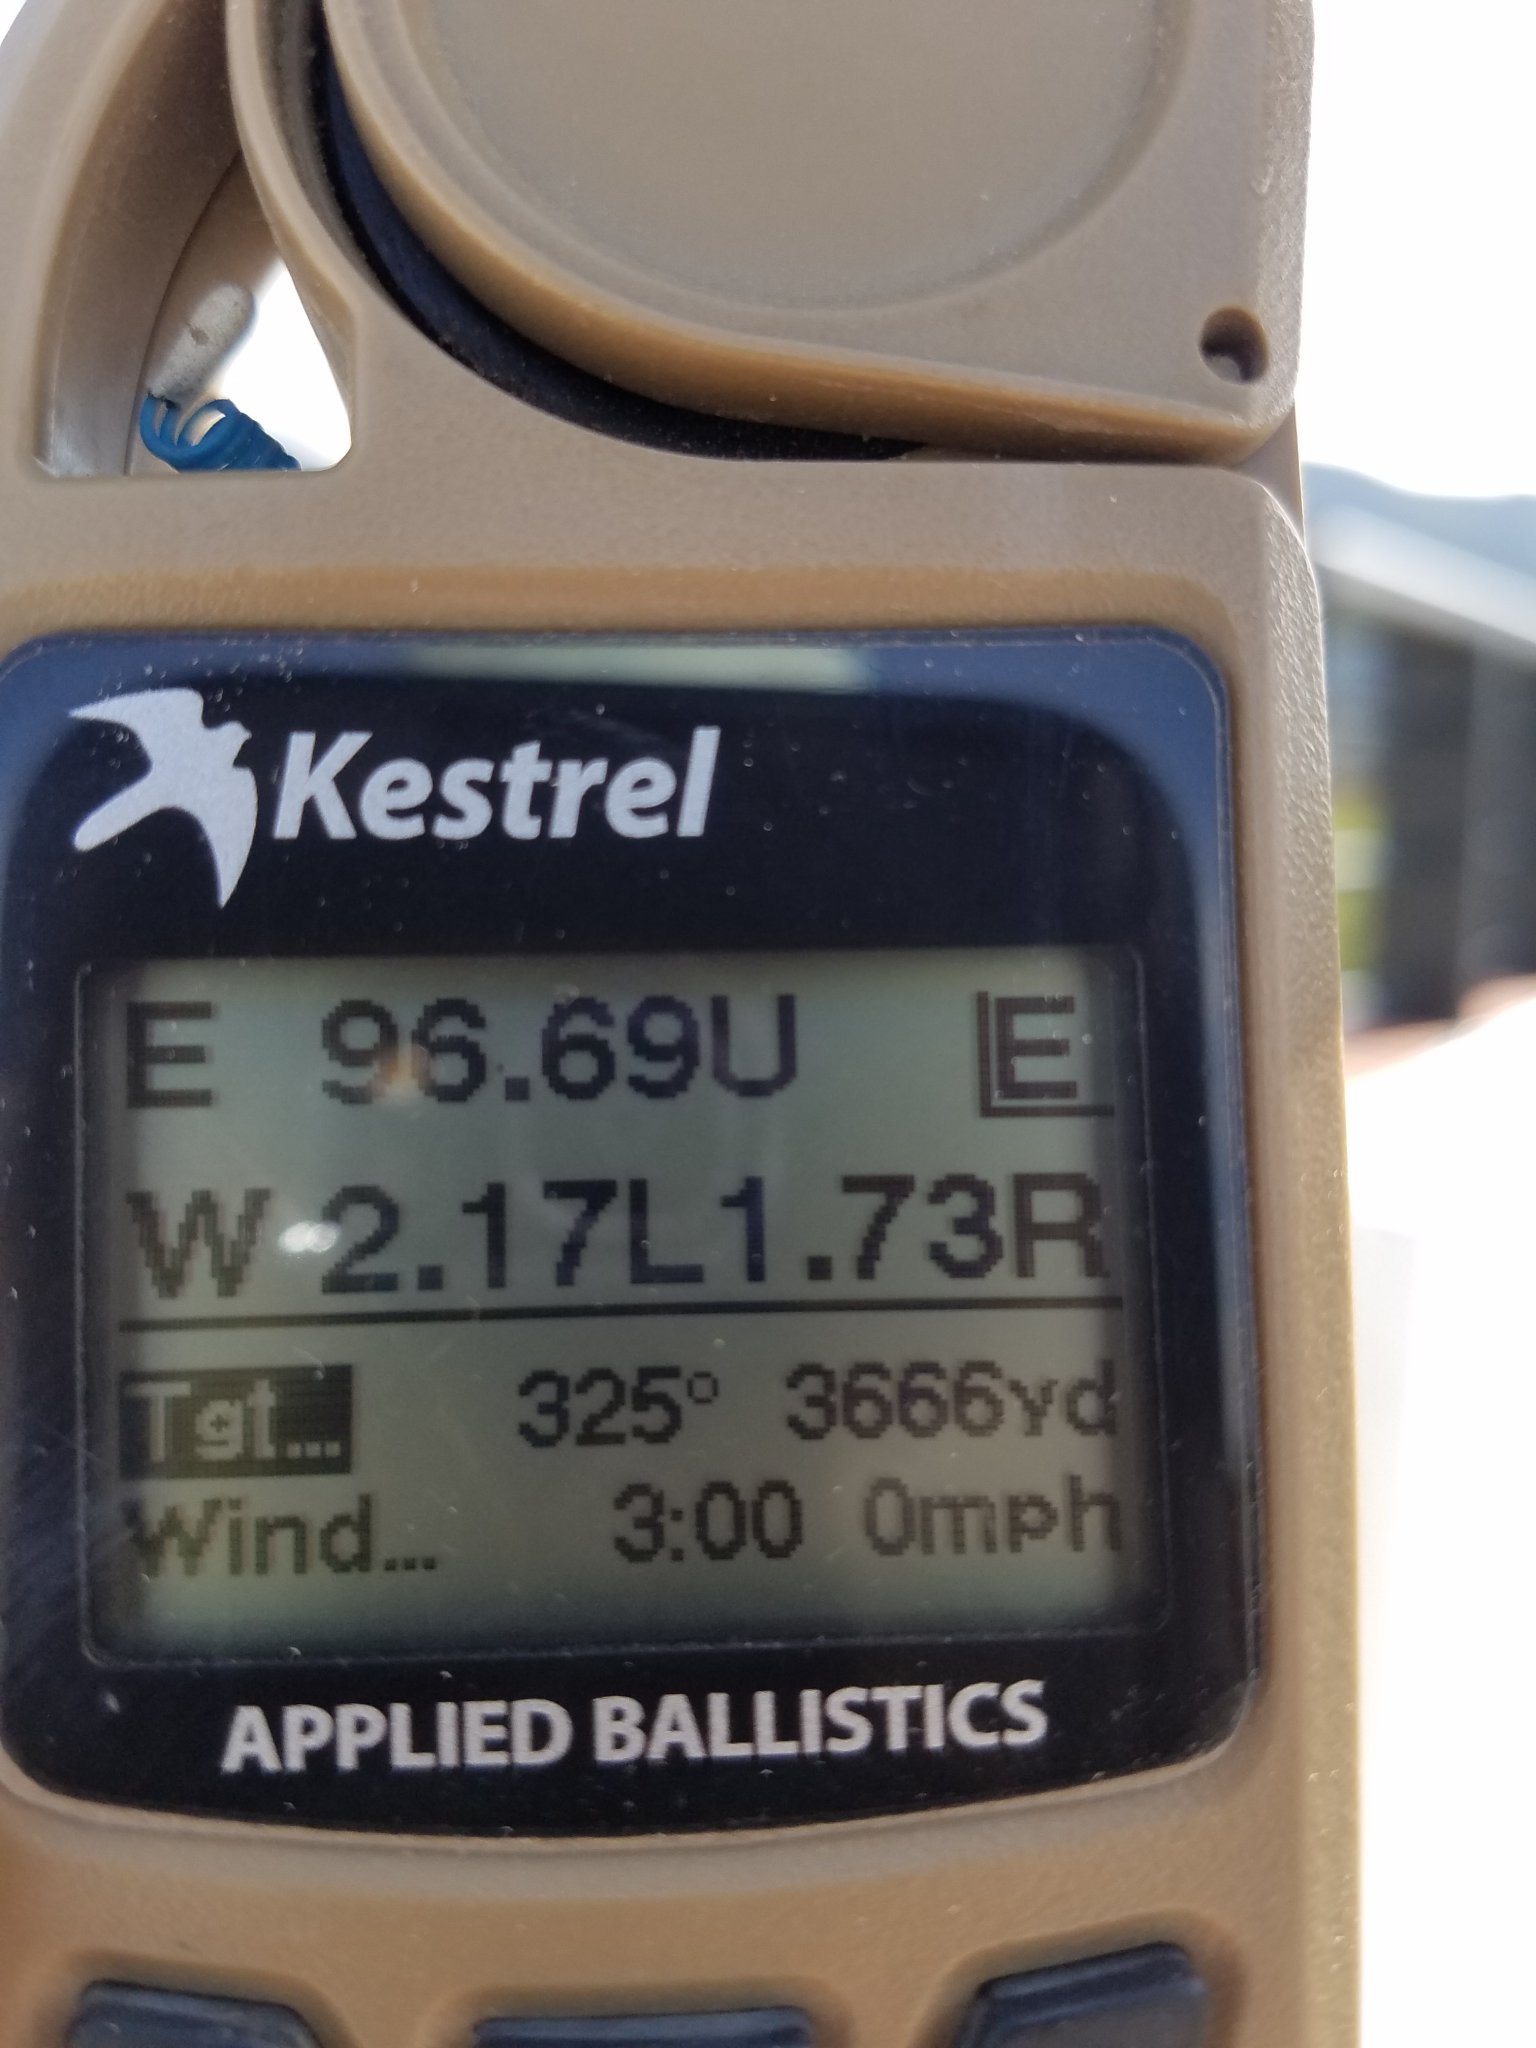 Kestrel
E 96.69U E
W 2.17L1.73R
Tgt... 325° 3666yd
Wind... 3:00 0mph
APPLIED BALLISTICS